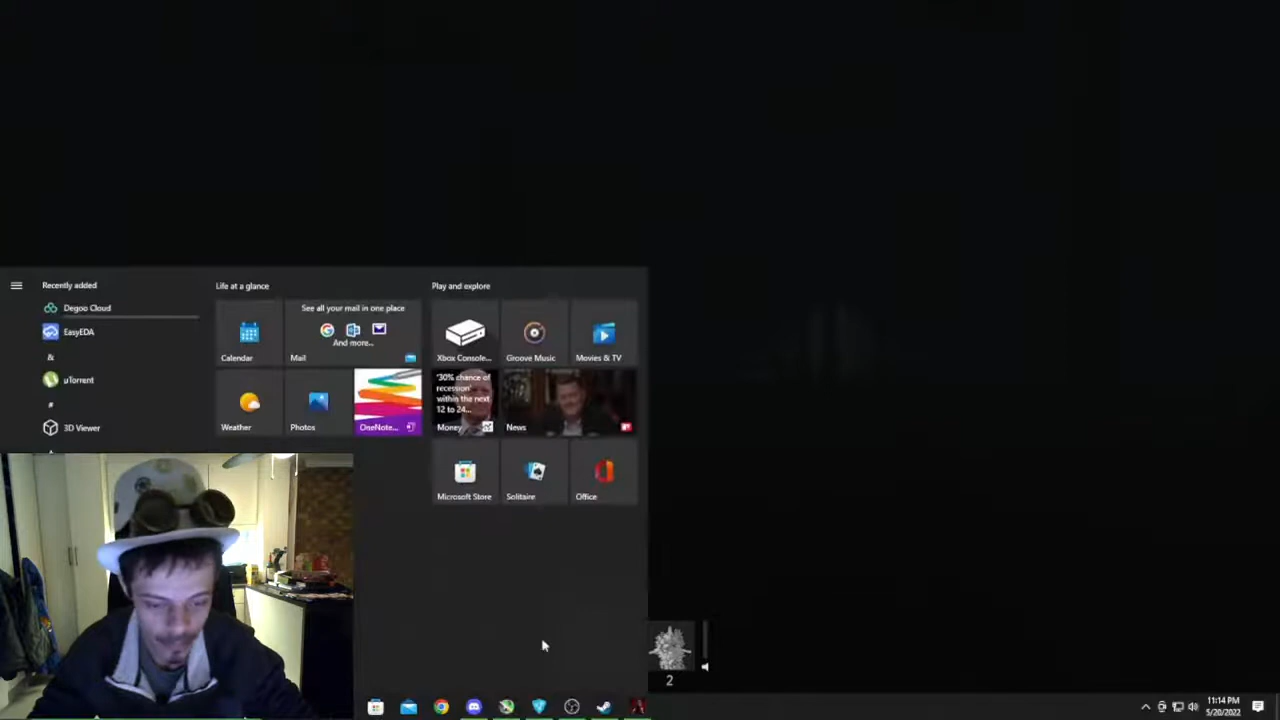 Recently added
Degoo Cloud
EasyEDA
&
µTorrent
#
3D Viewer
Life at a glance
Calendar
See all your mail in one place
And more...
Mail
Weather
Photos
OneNote...
Play and explore
Xbox Console...
Groove Music
Movies & TV
'30% chance of
recession'
within the next
12 to 24...
Money
News
Microsoft Store
Solitaire
Office
2
11:14 PM
5/20/2022